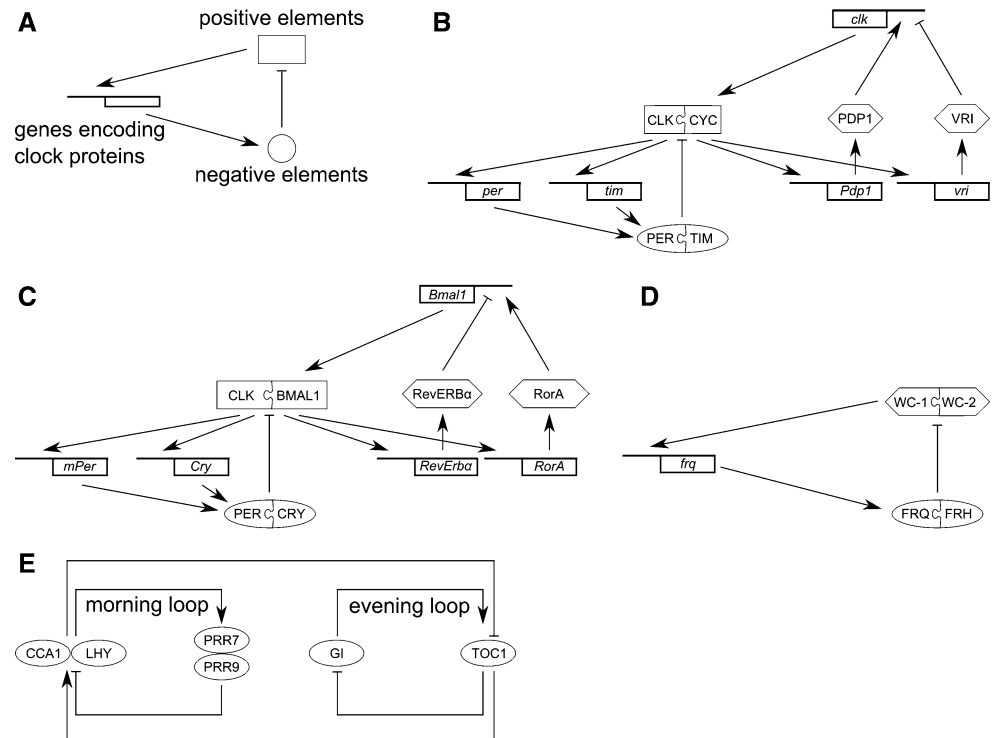 A
positive elements
genes encoding
clock proteins
negative elements
B
clk
CLK CYC
PDP1
VRI
per
tim
Pdp1
vri
PER TIM
C
Bmal1
CLK BMAL1
RevERBα
RorA
mPer
Cry
RevErbα
RorA
PER CRY
D
WC-1 WC-2
frq
FRQ FRH
E
morning loop
evening loop
CCA1
LHY
PRR7
PRR9
GI
TOC1